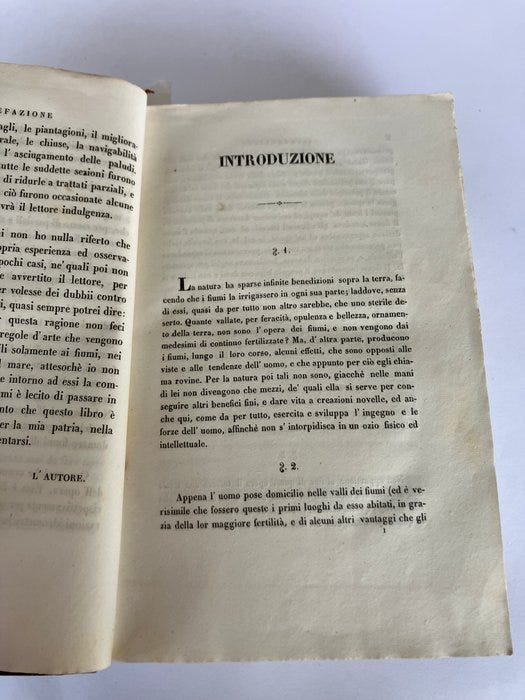 EFAZIONE
agli, le piantagioni, il migliora-
rale, le chiuse, la navigabilità
l' asciugamento delle paludi.
tutte le suddette sezioni furono
di ridurle a trattati parziali, e
ciò furono occasionate alcune
vrà il lettore indulgenza.
i non ho nulla riferto che
opria esperienza ed osserva-
pochi casi, ne' quali poi non
avvertito il lettore, per
volesse dei dubbii contro
i, quasi sempre potrei dire:
questa ragione non feci
regole d'arte che vengono
li solamente ai fiumi, nei
mare, attesochè io non
intorno ad essi la com-
mi è lecito di passare in
nto che questo libro è
er la mia patria, nella
entarsi.
L' AUTORE.
INTRODUZIONE
§. 1.
La natura ha sparse infinite benedizioni sopra la terra, fa-
cendo che i fiumi la irrigassero in ogni sua parte; laddove, senza
di essi, quasi da per tutto non altro sarebbe, che uno sterile de-
serto. Quante vallate, per feracità, opulenza e bellezza, ornamen-
to della terra, non sono l' opera dei fiumi, e non vengono dai
medesimi di continuo fertilizzate? Ma, d' altra parte, producono
i fiumi, lungo il loro corso, alcuni effetti, che sono opposti alle
viste e alle tendenze dell' uomo, e che appunto per ciò egli chia-
ma rovine. Per la natura poi tali non sono, giacchè nelle mani
di lei non divengono che mezzi, de' quali ella si serve per con-
seguire altri benefici fini, e dare vita a creazioni novelle, ed an-
che qui, come da per tutto, esercita e sviluppa l' ingegno e le
forze dell' uomo, affinchè non s' intorpidisca in un ozio fisico ed
intellettuale.
§. 2.
Appena l' uomo pose domicilio nelle valli dei fiumi (ed è ve-
risimile che fossero queste i primi luoghi da esso abitati, in gra-
zia della lor maggiore fertilità, e di alcuni altri vantaggi che gli
1